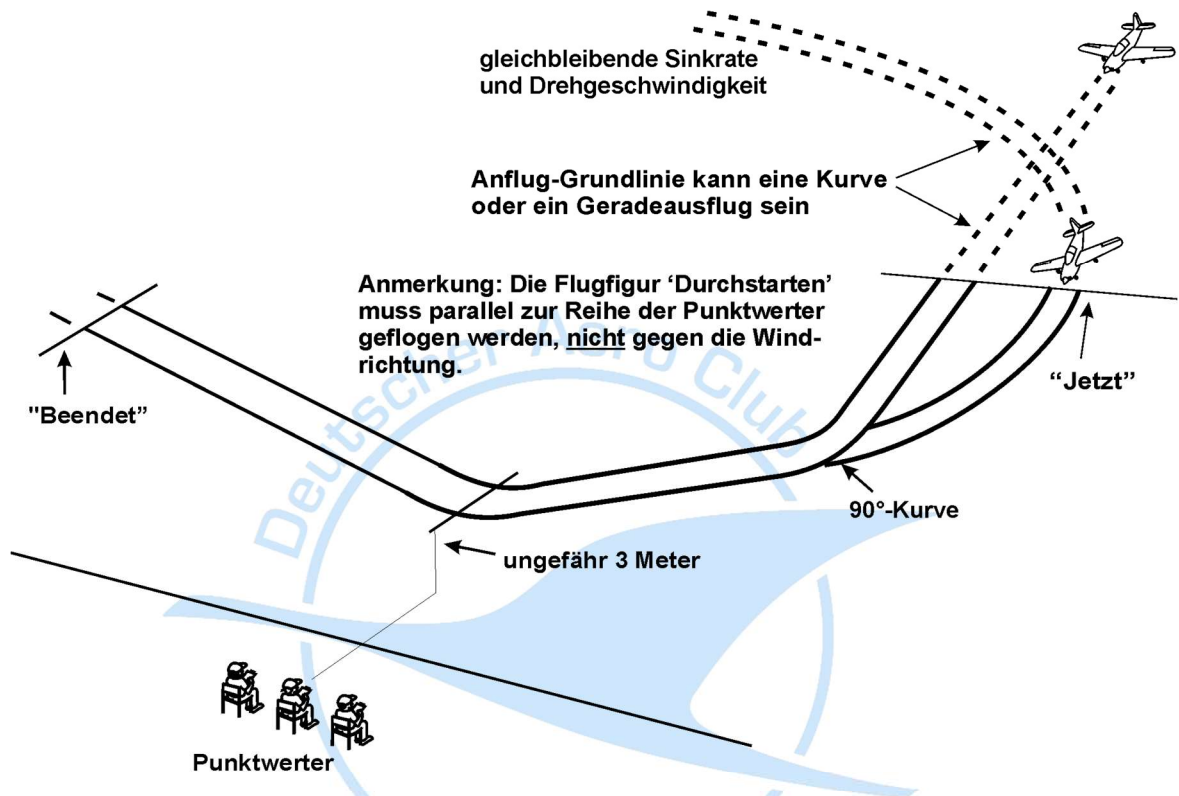 gleichbleibende Sinkrate
und Drehgeschwindigkeit
Anflug-Grundlinie kann eine Kurve
oder ein Geradeausflug sein
Anmerkung: Die Flugfigur ‘Durchstarten’
muss parallel zur Reihe der Punktwerter
geflogen werden, nicht gegen die Wind-
richtung.
“Jetzt”
"Beendet”
90°-Kurve
ungefähr 3 Meter
Punktwerter
Deutscher Aero Club